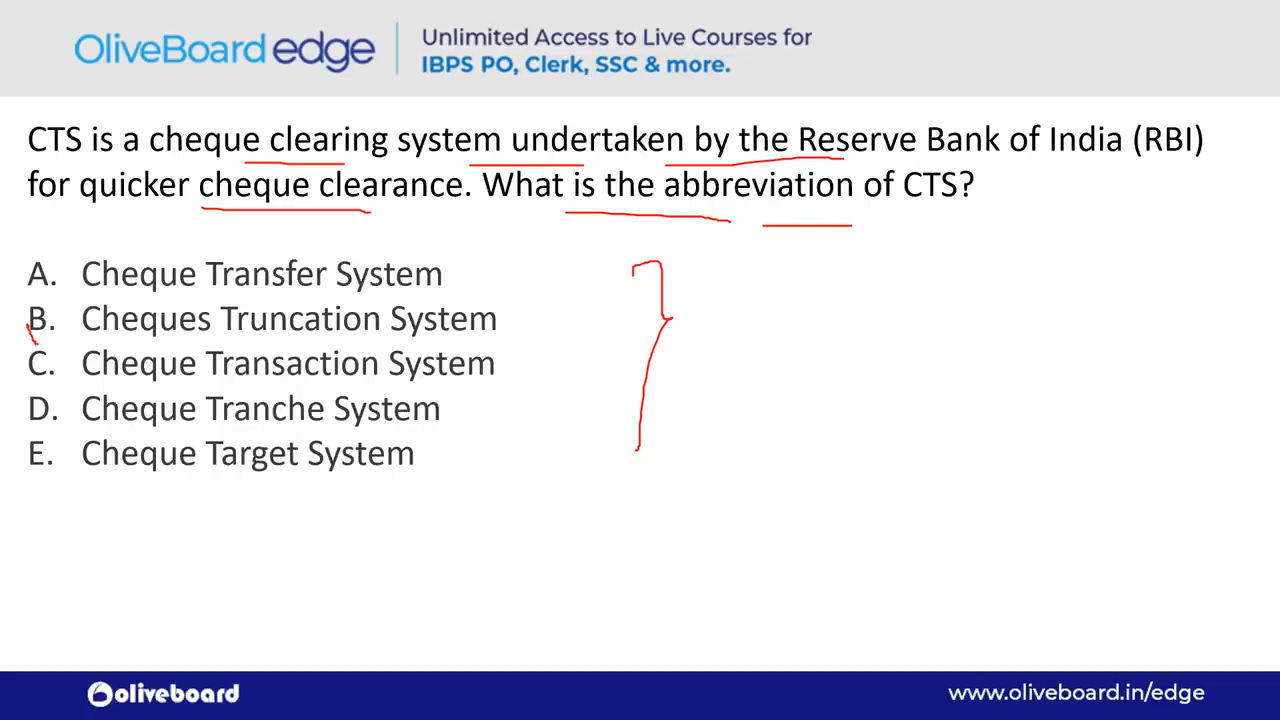 OliveBoard edge
Unlimited Access to Live Courses for
IBPS PO, Clerk, SSC & more.
CTS is a cheque clearing system undertaken by the Reserve Bank of India (RBI)
for quicker cheque clearance. What is the abbreviation of CTS?
A. Cheque Transfer System
B. Cheques Truncation System
C. Cheque Transaction System
D. Cheque Tranche System
E. Cheque Target System
oliveboard
www.oliveboard.in/edge